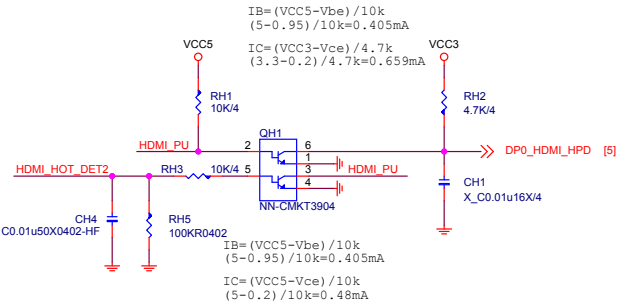 IB=(VCC5-Vbe)/10k
(5-0.95)/10k=0.405mA
IC=(VCC3-Vce)/4.7k
(3.3-0.2)/4.7k=0.659mA
VCC5
VCC3
RH1
10K/4
RH2
4.7K/4
HDMI_PU
2
QH1
6
DP0_HDMI_HPD [5]
1
HDMI_HOT_DET2
RH3
10K/4
5
3
HDMI_PU
4
CH1
X_C0.01u16X/4
NN-CMKT3904
CH4
C0.01u50X0402-HF
RH5
100KR0402
IB=(VCC5-Vbe)/10k
(5-0.95)/10k=0.405mA
IC=(VCC5-Vce)/10k
(5-0.2)/10k=0.48mA